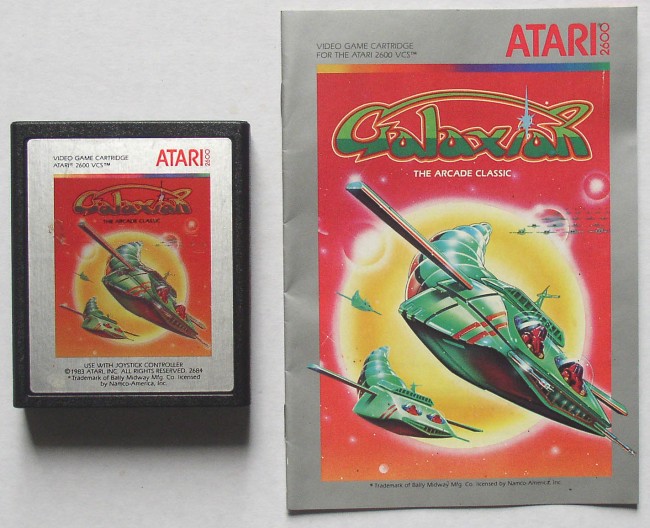 VIDEO GAME CARTRIDGE
ATARI® 2600 VCS™
ATARI 2600
Galaxian
THE ARCADE CLASSIC
USE WITH JOYSTICK CONTROLLER
©1983 ATARI, INC. ALL RIGHTS RESERVED. 2684
*Trademark of Bally Midway Mfg. Co. licensed
by Namco-America, Inc.
VIDEO GAME CARTRIDGE
FOR THE ATARI 2600 VCS™
ATARI® 2600
Galaxian
THE ARCADE CLASSIC
*Trademark of Bally Midway Mfg. Co. licensed by Namco-America, Inc.